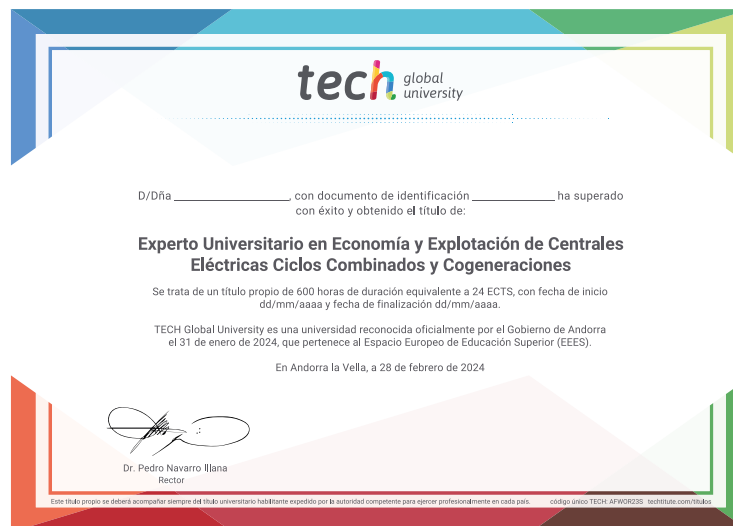 tech global university
D/Dña ____________________, con documento de identificación ______________ ha superado
con éxito y obtenido el título de:
Experto Universitario en Economía y Explotación de Centrales
Eléctricas Ciclos Combinados y Cogeneraciones
Se trata de un título propio de 600 horas de duración equivalente a 24 ECTS, con fecha de inicio
dd/mm/aaaa y fecha de finalización dd/mm/aaaa.
TECH Global University es una universidad reconocida oficialmente por el Gobierno de Andorra
el 31 de enero de 2024, que pertenece al Espacio Europeo de Educación Superior (EEES).
En Andorra la Vella, a 28 de febrero de 2024
Dr. Pedro Navarro Illana
Rector
Este título propio se deberá acompañar siempre del título universitario habilitante expedido por la autoridad competente para ejercer profesionalmente en cada país. código único TECH: AFWOR23S techtitute.com/titulos